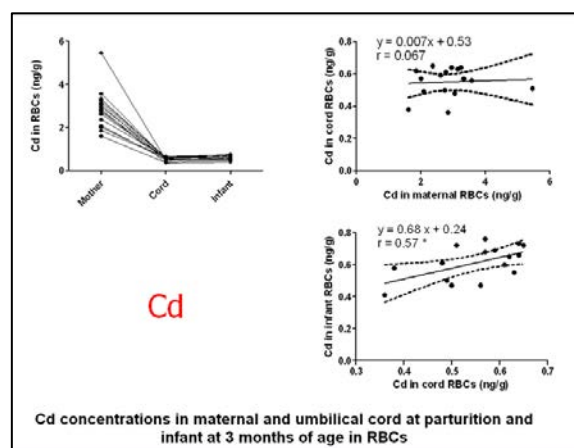 6
4
2
0
Cd in RBCs (ng/g)
Mother
Cord
Infant
y = 0.007x + 0.53
r = 0.067
0.8
0.6
0.4
0.2
0.0
Cd in cord RBCs (ng/g)
0
2
4
6
Cd in maternal RBCs (ng/g)
y = 0.68 x + 0.24
r = 0.57 *
0.8
0.6
0.4
0.2
0.0
Cd in infant RBCs (ng/g)
0.3
0.4
0.5
0.6
0.7
Cd in cord RBCs (ng/g)
Cd
Cd concentrations in maternal and umbilical cord at parturition and
infant at 3 months of age in RBCs